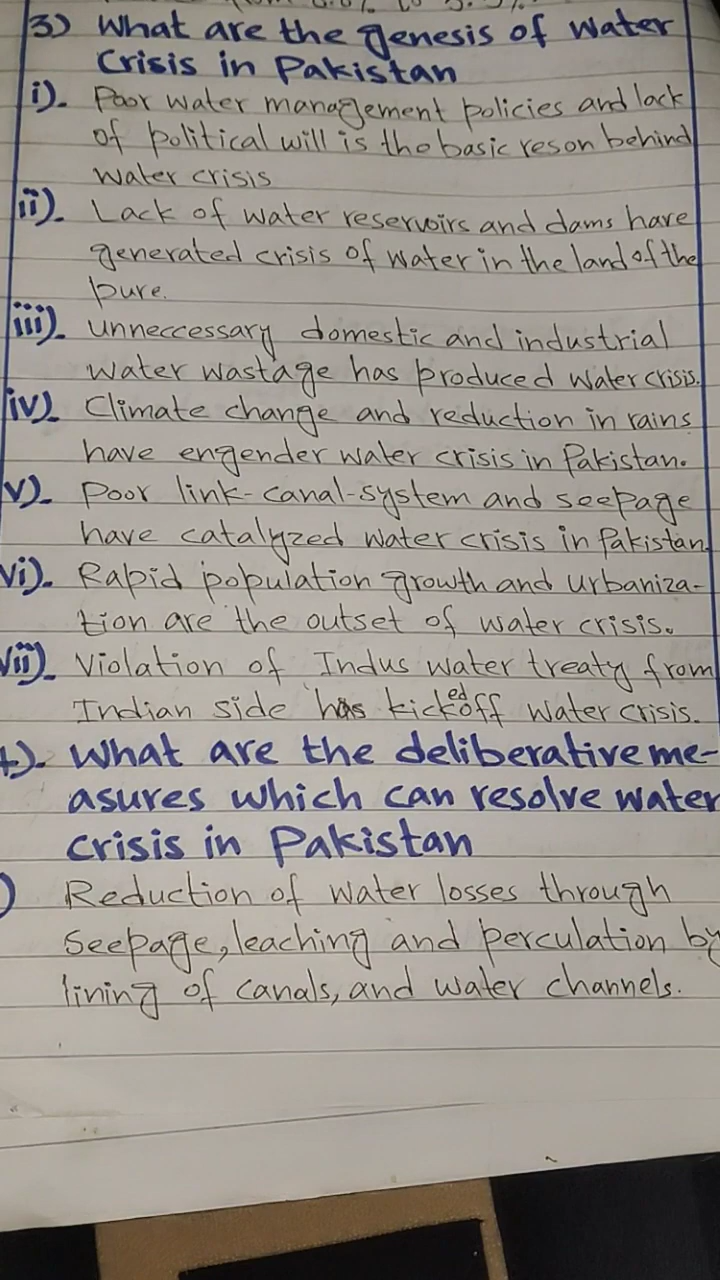 3) What are the genesis of water
Crisis in Pakistan
i). Poor water management policies and lack
of political will is the basic reson behind
water crisis
ii). Lack of water reservoirs and dams have
generated crisis of water in the land of the
pure.
iii). unneccessary domestic and industrial
water wastage has produced water crisis.
iv). Climate change and reduction in rains
have engender water crisis in Pakistan.
v). Poor link-canal-system and seepage
have catalyzed water crisis in Pakistan
vi). Rapid population growth and urbaniza-
tion are the outset of water crisis.
vii). Violation of Indus water treaty from
Indian side has kickedoff water crisis.
). What are the deliberative me-
asures which can resolve water
crisis in Pakistan
) Reduction of water losses through
seepage, leaching and perculation by
lining of canals, and water channels.